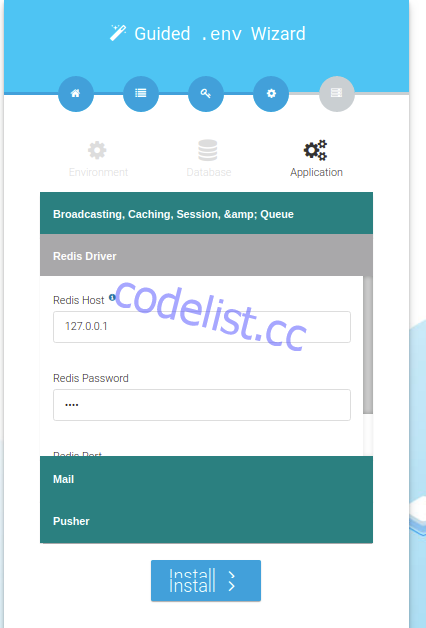 Guided .env Wizard
Environment
Database
Application
Broadcasting, Caching, Session, &amp; Queue
Redis Driver
Redis Host
codelist.cc
127.0.0.1
Redis Password
••••
Redis Port
Mail
Pusher
Install
Install